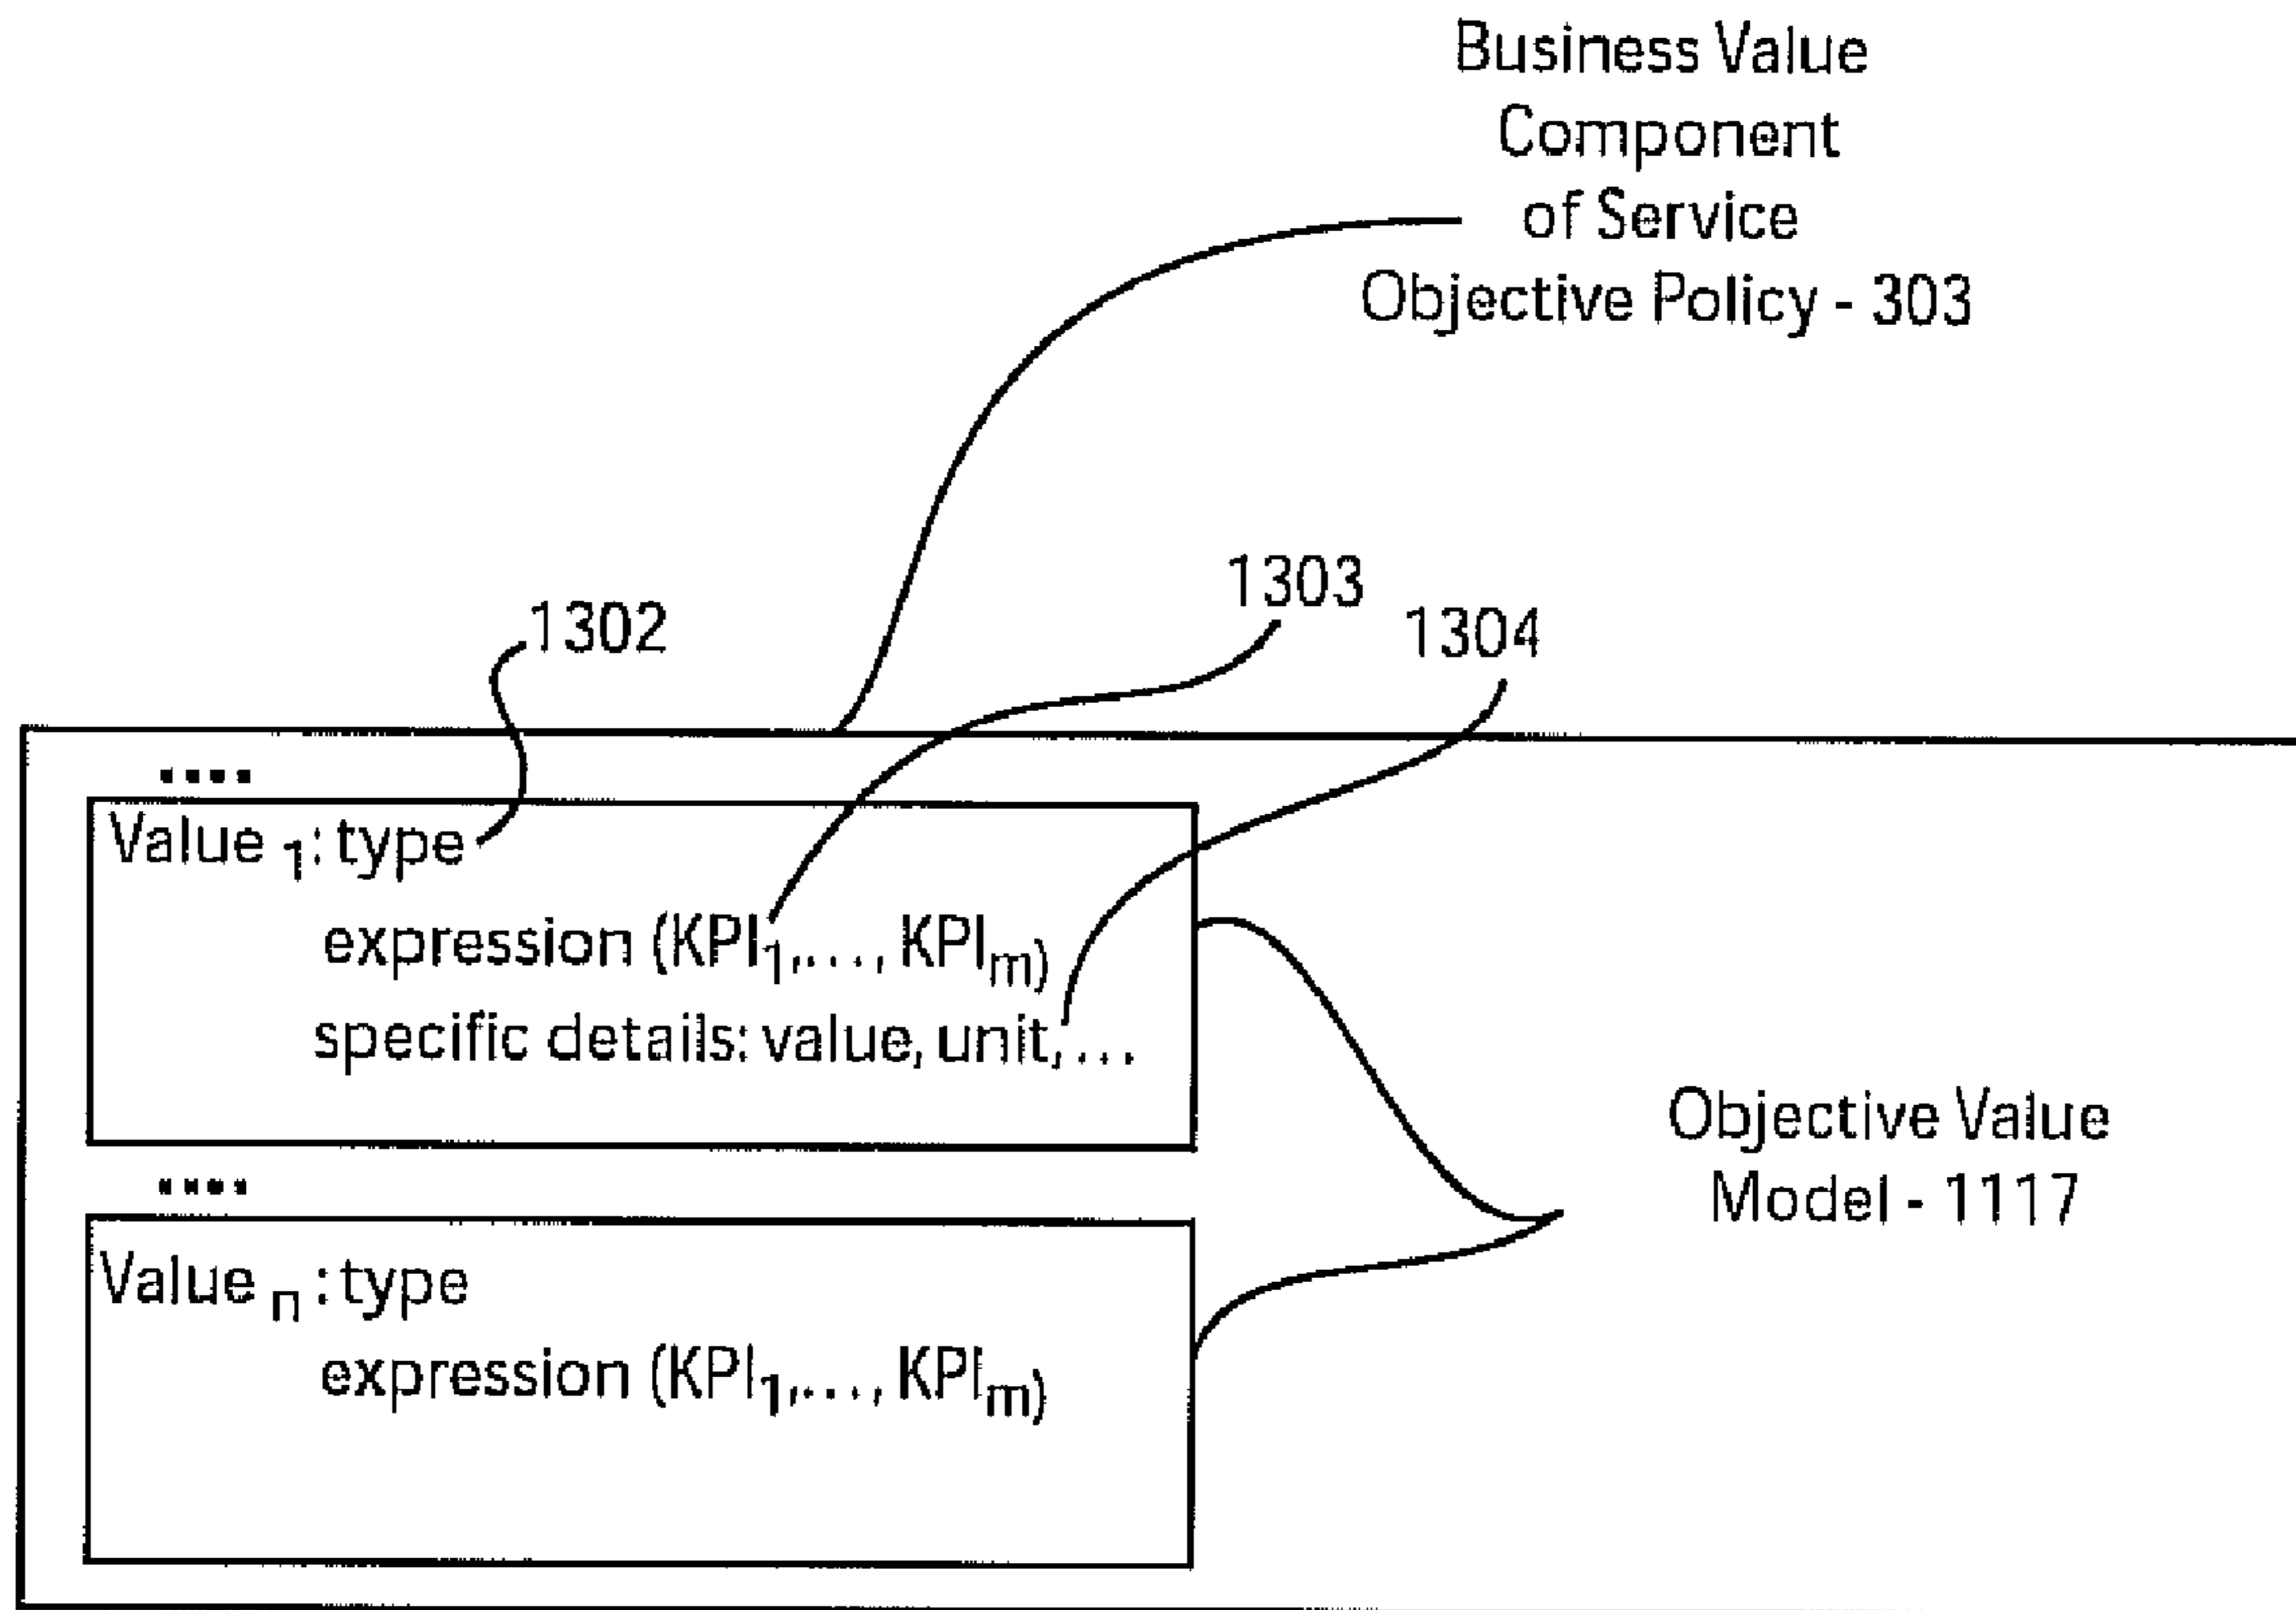 Business Value
Component
of Service
Objective Policy - 303
1303
1302
1304
....
Value 1: type
expression (KPI1,..., KPIm)
specific details: value, unit, ...
....
Objective Value
Model - 1117
Value n : type
expression (KPI1,..., KPIm)